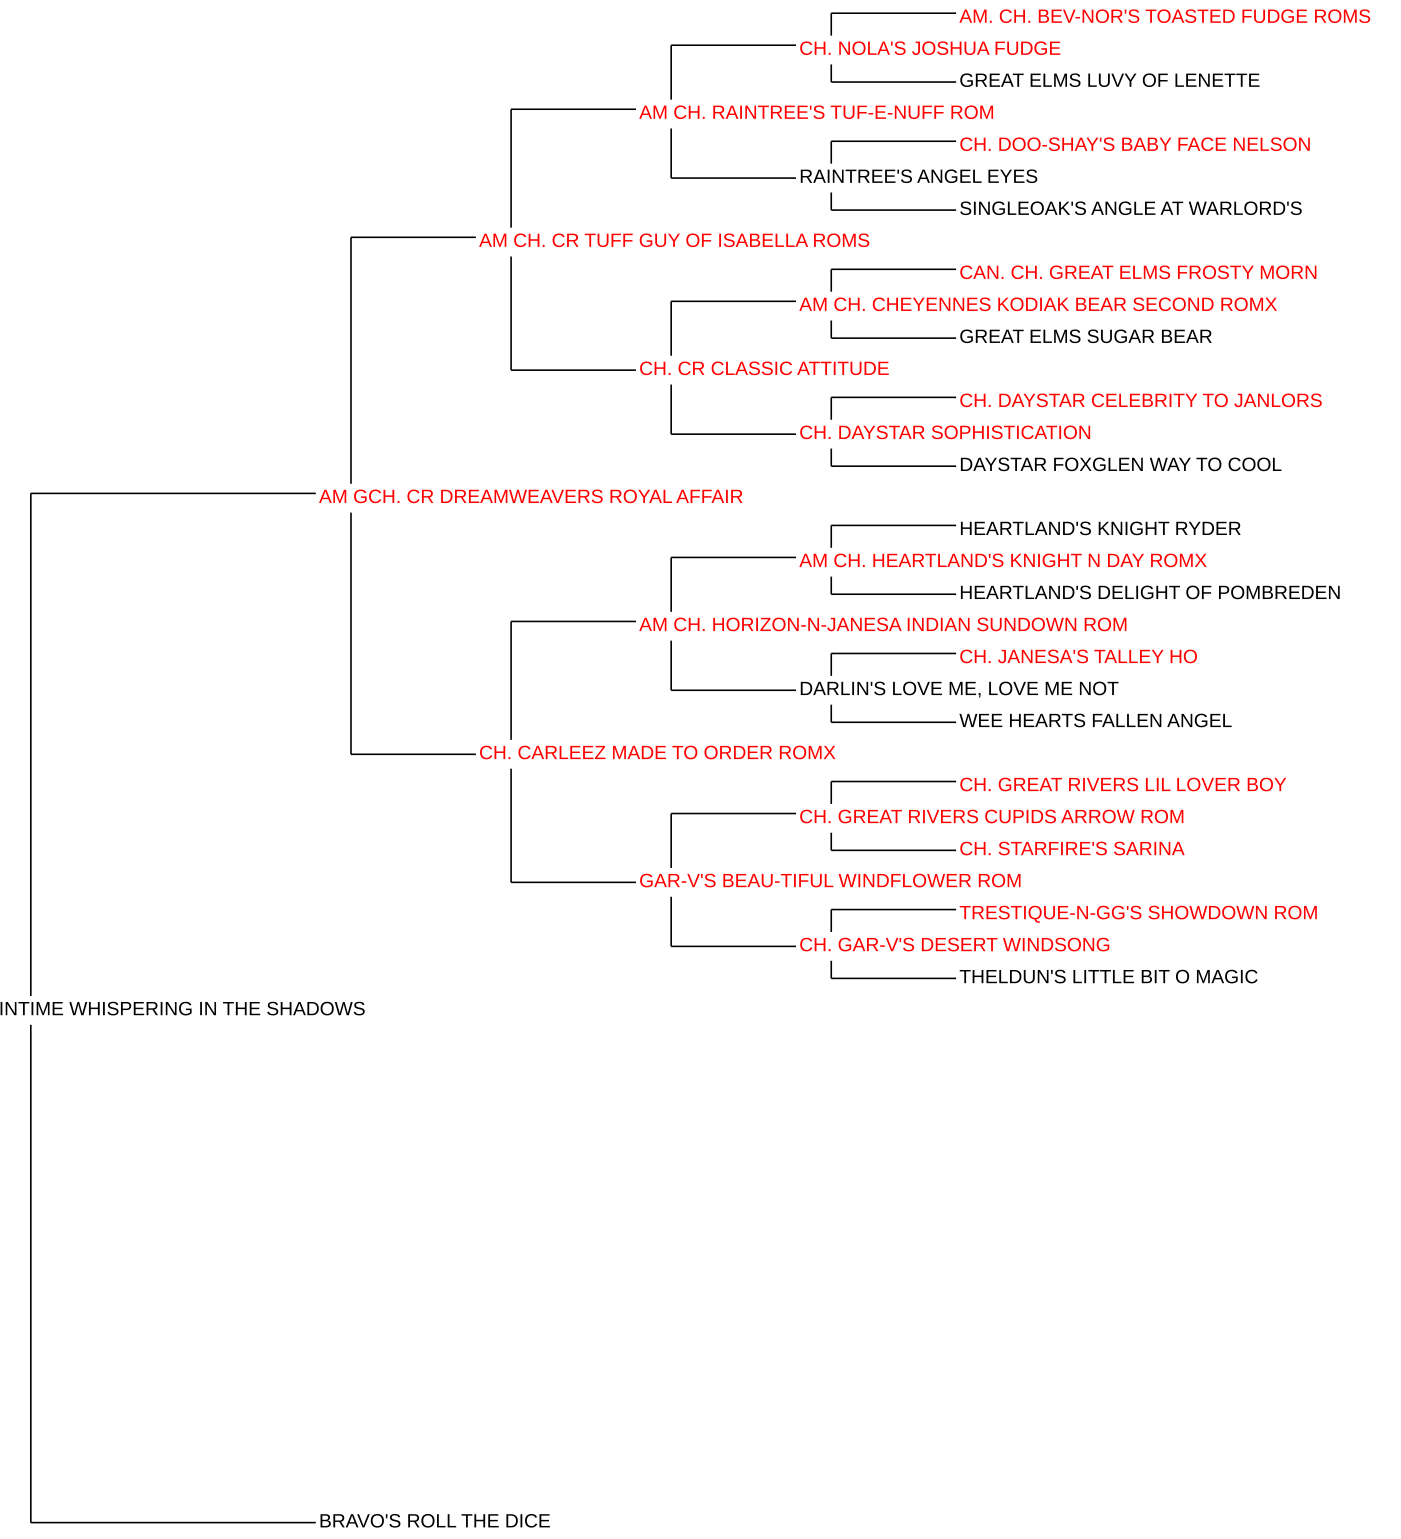 AM. CH. BEV-NOR'S TOASTED FUDGE ROMS
CH. NOLA'S JOSHUA FUDGE
GREAT ELMS LUVY OF LENETTE
AM CH. RAINTREE'S TUF-E-NUFF ROM
CH. DOO-SHAY'S BABY FACE NELSON
RAINTREE'S ANGEL EYES
SINGLEOAK'S ANGLE AT WARLORD'S
AM CH. CR TUFF GUY OF ISABELLA ROMS
CAN. CH. GREAT ELMS FROSTY MORN
AM CH. CHEYENNES KODIAK BEAR SECOND ROMX
GREAT ELMS SUGAR BEAR
CH. CR CLASSIC ATTITUDE
CH. DAYSTAR CELEBRITY TO JANLORS
CH. DAYSTAR SOPHISTICATION
DAYSTAR FOXGLEN WAY TO COOL
AM GCH. CR DREAMWEAVERS ROYAL AFFAIR
HEARTLAND'S KNIGHT RYDER
AM CH. HEARTLAND'S KNIGHT N DAY ROMX
HEARTLAND'S DELIGHT OF POMBREDEN
AM CH. HORIZON-N-JANESA INDIAN SUNDOWN ROM
CH. JANESA'S TALLEY HO
DARLIN'S LOVE ME, LOVE ME NOT
WEE HEARTS FALLEN ANGEL
CH. CARLEEZ MADE TO ORDER ROMX
CH. GREAT RIVERS LIL LOVER BOY
CH. GREAT RIVERS CUPIDS ARROW ROM
CH. STARFIRE'S SARINA
GAR-V'S BEAU-TIFUL WINDFLOWER ROM
TRESTIQUE-N-GG'S SHOWDOWN ROM
CH. GAR-V'S DESERT WINDSONG
THELDUN'S LITTLE BIT O MAGIC
INTIME WHISPERING IN THE SHADOWS
BRAVO'S ROLL THE DICE